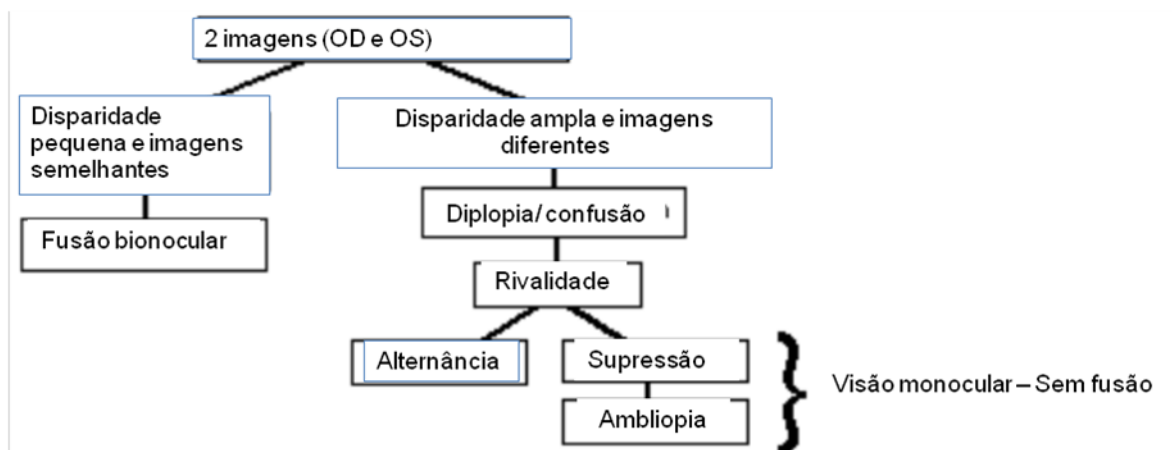 2 imagens (OD e OS)
Disparidade
pequena e imagens
semelhantes
Disparidade ampla e imagens
diferentes
Diplopia/ confusão
Fusão bionocular
Rivalidade
Alternância
Supressão
Ambliopia
Visão monocular – Sem fusão